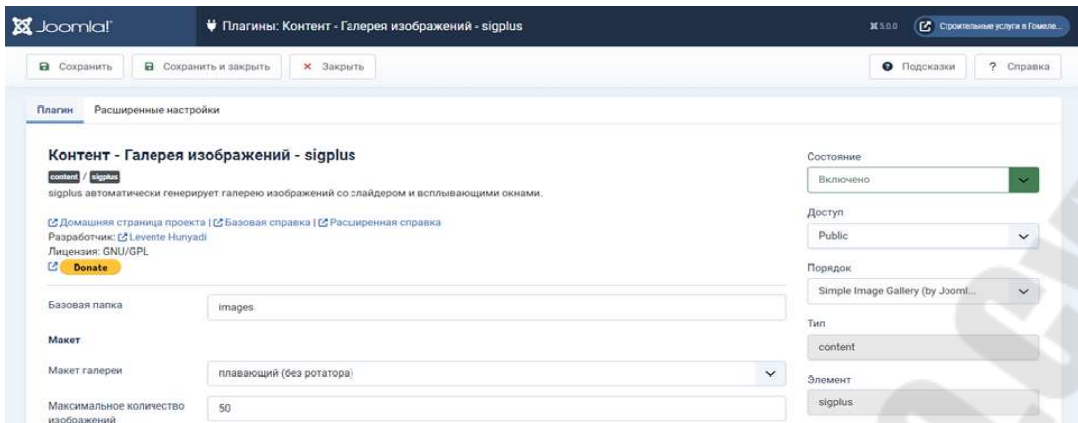 Joomla!
Плагины: Контент - Галерея изображений - sigplus
5.0.0
Строительные услуги в Гомеле...
Сохранить
Сохранить и закрыть
Закрыть
Подсказки
? Справка
Плагин
Расширенные настройки
Контент - Галерея изображений - sigplus
content / sigplus
sigplus автоматически генерирует галерею изображений со слайдером и всплывающими окнами.
Домашняя страница проекта | Базовая справка | Расширенная справка
Разработчик: Levente Hunyadi
Лицензия: GNU/GPL
Donate
Базовая папка
images
Макет
Макет галереи
плавающий (без ротатора)
Максимальное количество
изображений
50
Состояние
Включено
Доступ
Public
Порядок
Simple Image Gallery (by Jooml...
Тип
content
Элемент
sigplus